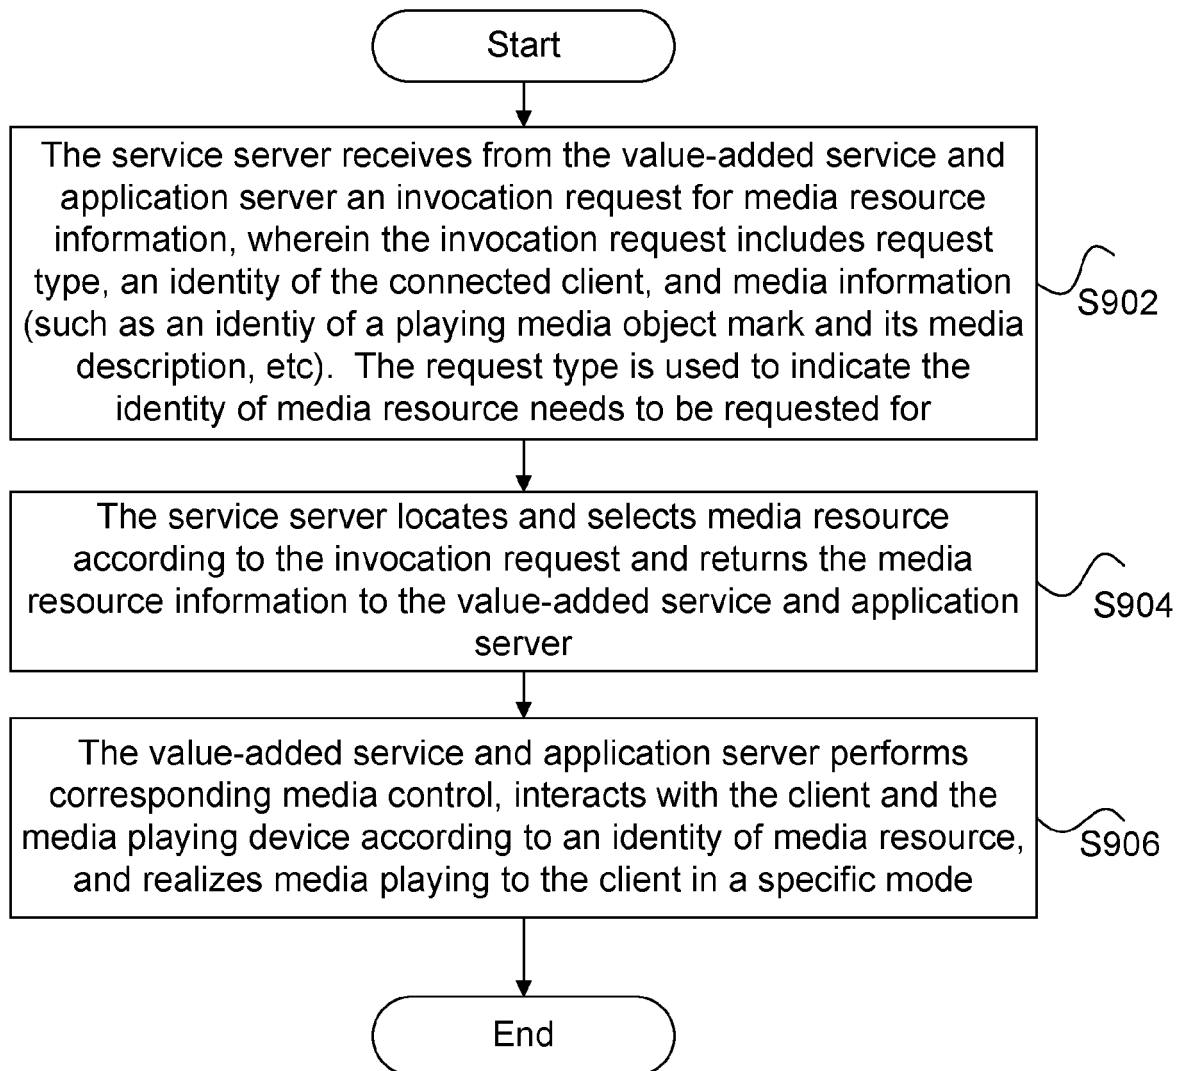 Start
The service server receives from the value-added service and
application server an invocation request for media resource
information, wherein the invocation request includes request
type, an identity of the connected client, and media information
(such as an identiy of a playing media object mark and its media
description, etc).  The request type is used to indicate the
identity of media resource needs to be requested for
S902
The service server locates and selects media resource
according to the invocation request and returns the media
resource information to the value-added service and application
server
S904
The value-added service and application server performs
corresponding media control, interacts with the client and the
media playing device according to an identity of media resource,
and realizes media playing to the client in a specific mode
S906
End